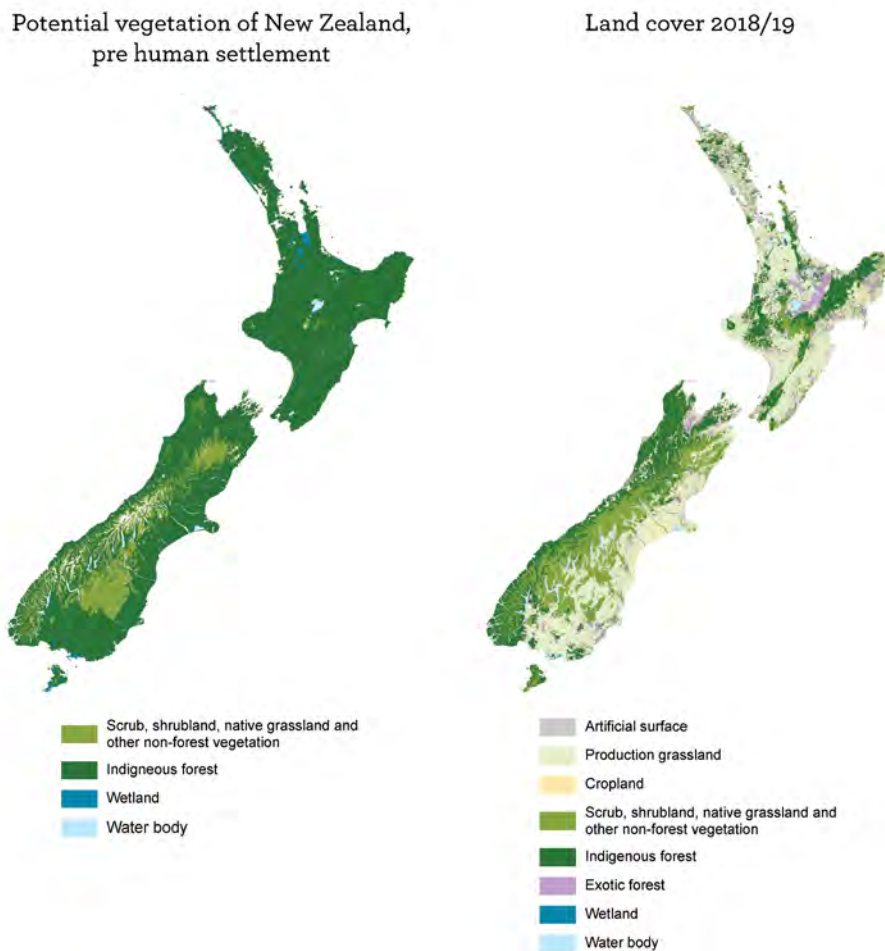 Potential vegetation of New Zealand,
pre human settlement
Scrub, shrubland, native grassland and
other non-forest vegetation
Indigneous forest
Wetland
Water body
Land cover 2018/19
Artificial surface
Production grassland
Cropland
Scrub, shrubland, native grassland and
other non-forest vegetation
Indigenous forest
Exotic forest
Wetland
Water body